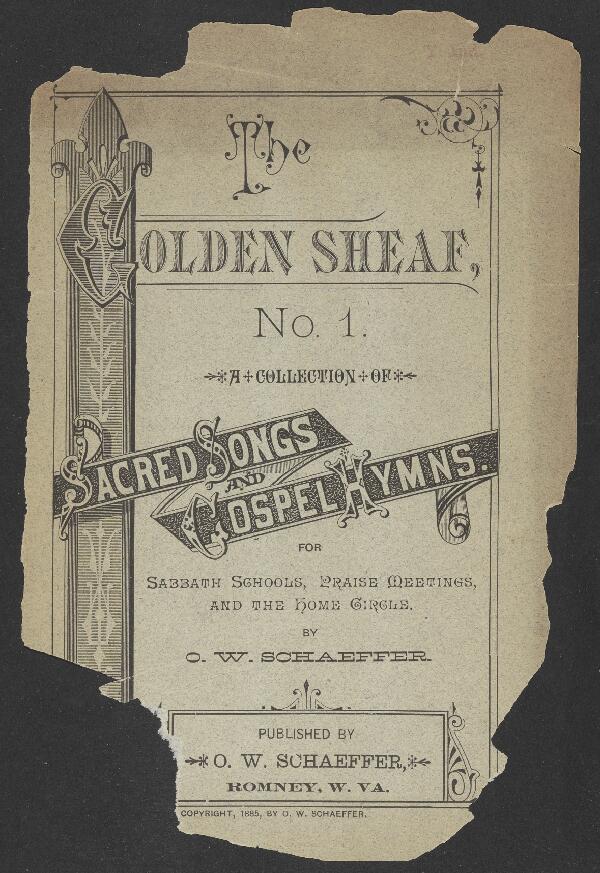 The
GOLDEN SHEAF,
No. 1.
A + COLLECTION + OF
SACRED SONGS
AND
GOSPEL HYMNS.
FOR
SABBATH SCHOOLS, PRAISE MEETINGS,
AND THE HOME CIRCLE.
BY
O. W. SCHAEFFER.
PUBLISHED BY
O. W. SCHAEFFER,
ROMNEY, W. VA.
COPYRIGHT, 1885, BY O. W. SCHAEFFER.